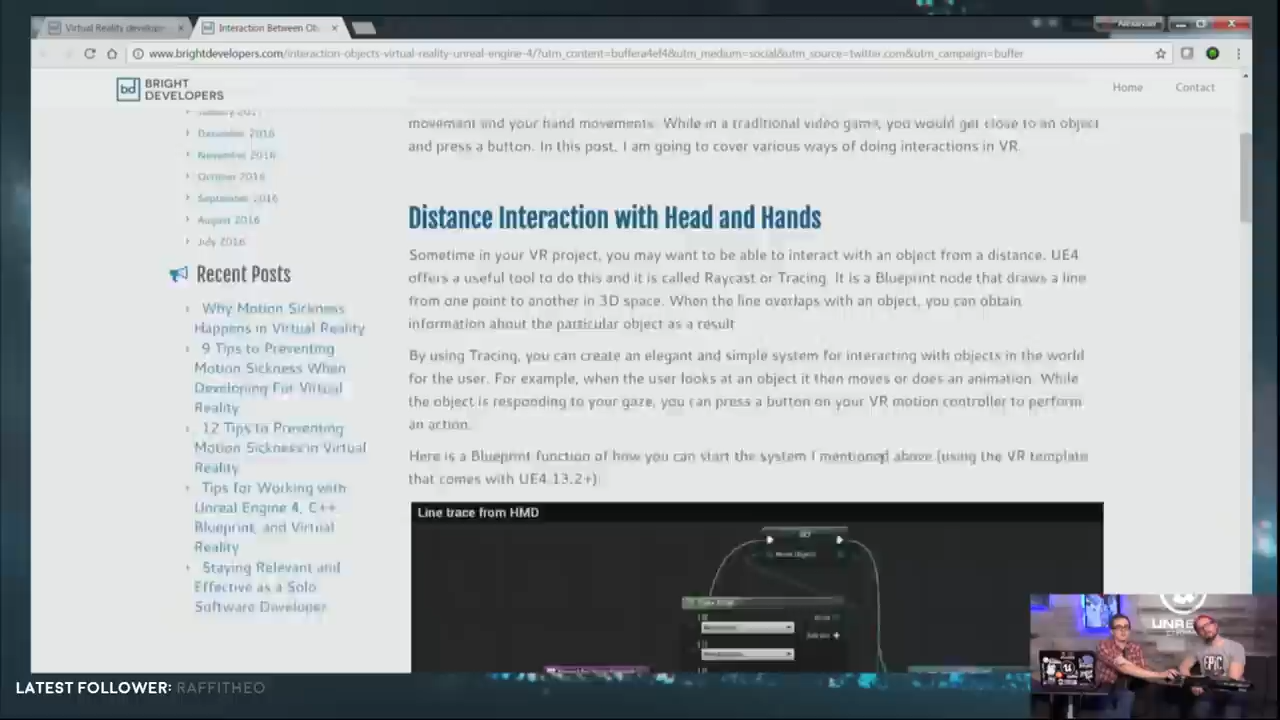 Virtual Reality develope
Interaction Between Ob
Alexander
www.brightdevelopers.com/interaction-objects-virtual-reality-unreal-engine-4/?utm_content=buffera4ef4&utm_medium=social&utm_source=twitter.com&utm_campaign=buffer
bd BRIGHT
DEVELOPERS
Home
Contact
January 2017
December 2016
November 2016
October 2016
September 2016
August 2016
July 2016
Recent Posts
Why Motion Sickness
Happens in Virtual Reality
9 Tips to Preventing
Motion Sickness When
Developing For Virtual
Reality
12 Tips to Preventing
Motion Sickness in Virtual
Reality
Tips for Working with
Unreal Engine 4, C++
Blueprint, and Virtual
Reality
Staying Relevant and
Effective as a Solo
Software Developer
movement and your hand movements. While in a traditional video game, you would get close to an object
and press a button. In this post, I am going to cover various ways of doing interactions in VR.
Distance Interaction with Head and Hands
Sometime in your VR project, you may want to be able to interact with an object from a distance. UE4
offers a useful tool to do this and it is called Raycast or Tracing. It is a Blueprint node that draws a line
from one point to another in 3D space. When the line overlaps with an object, you can obtain
information about the particular object as a result
By using Tracing, you can create an elegant and simple system for interacting with objects in the world
for the user. For example, when the user looks at an object it then moves or does an animation. While
the object is responding to your gaze, you can press a button on your VR motion controller to perform
an action.
Here is a Blueprint function of how you can start the system I mentioned above (using the VR template
that comes with UE4.13.2+)
Line trace from HMD
SET
UNRE
EPIC
LATEST FOLLOWER: RAFFITHEO